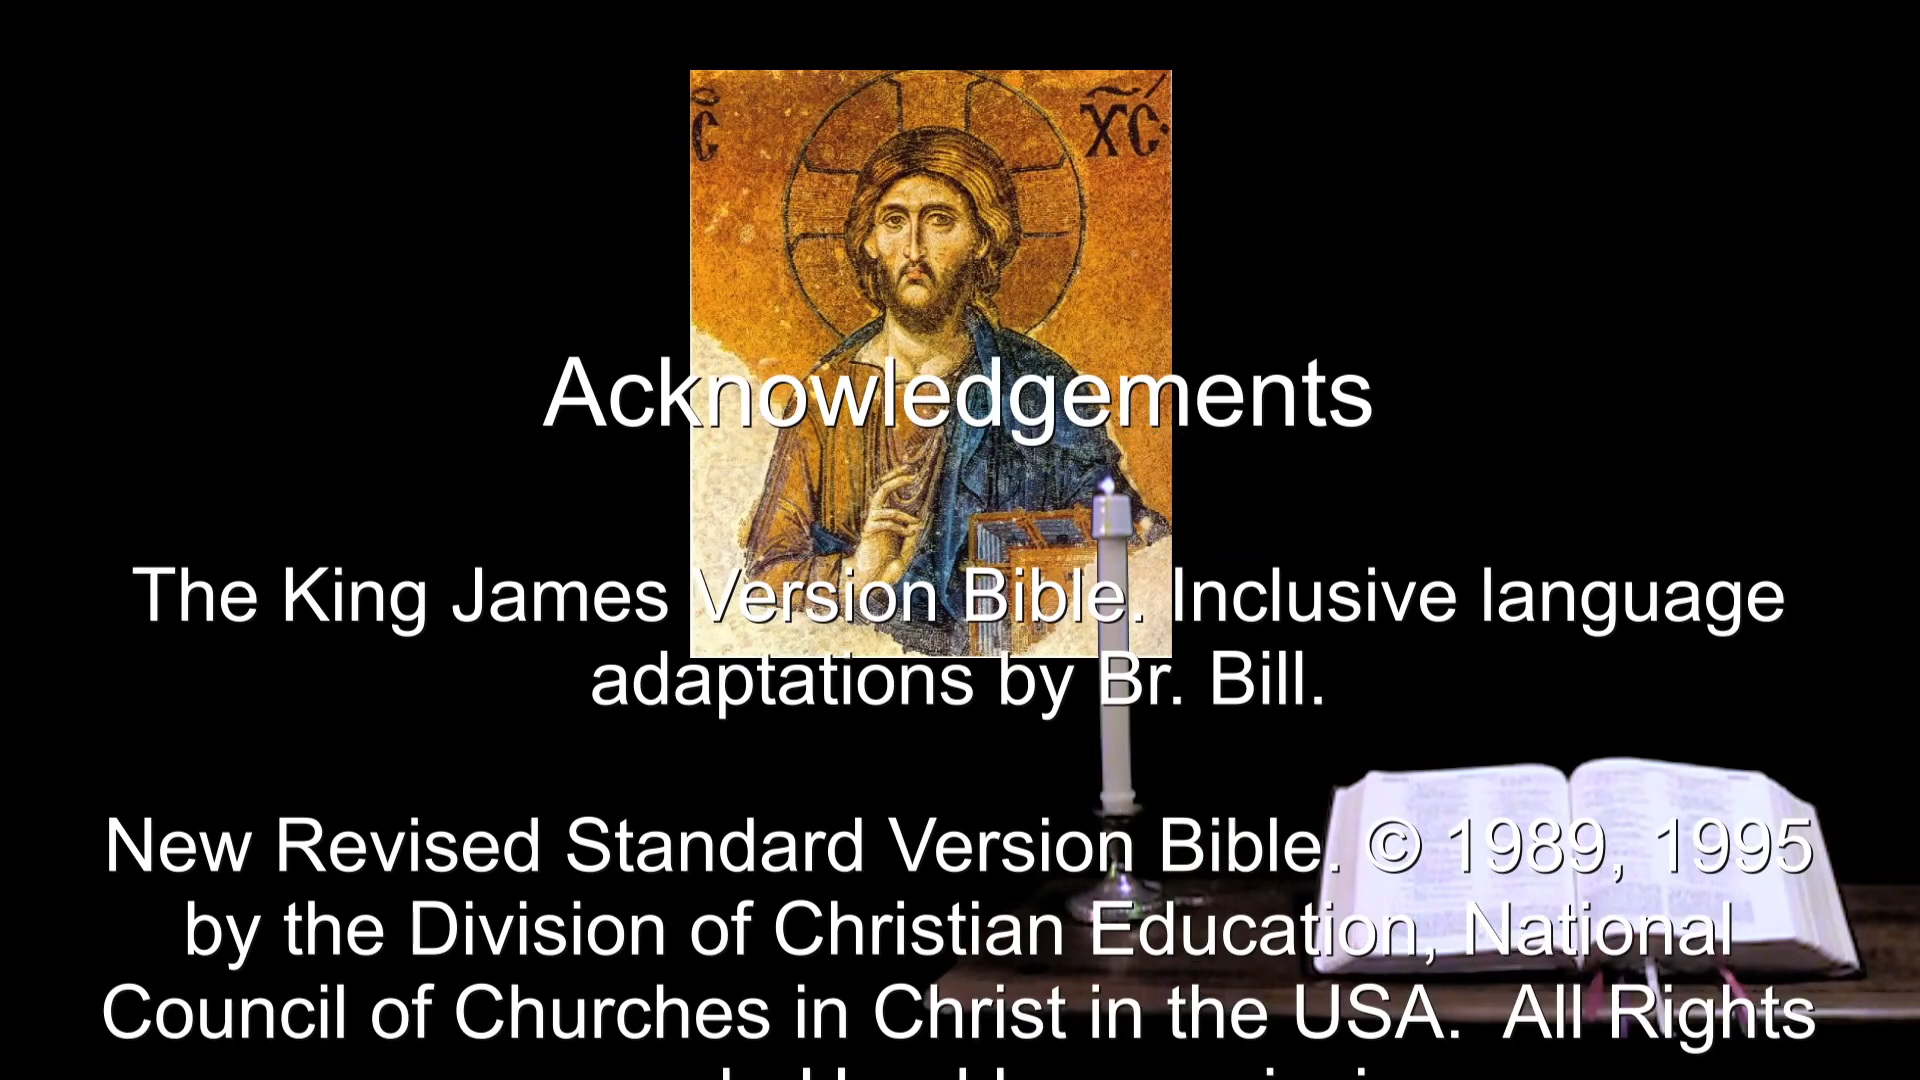 C
XC
Acknowledgements
The King James Version Bible. Inclusive language
adaptations by Br. Bill.
New Revised Standard Version Bible. © 1989, 1995
by the Division of Christian Education, National
Council of Churches in Christ in the USA.  All Rights